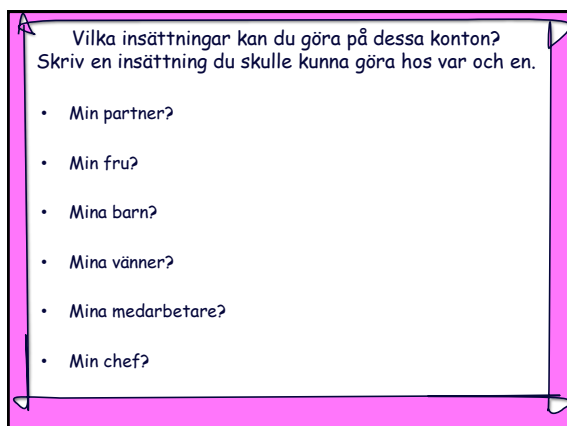 Vilka insättningar kan du göra på dessa konton?
Skriv en insättning du skulle kunna göra hos var och en.
• Min partner?
• Min fru?
• Mina barn?
• Mina vänner?
• Mina medarbetare?
• Min chef?